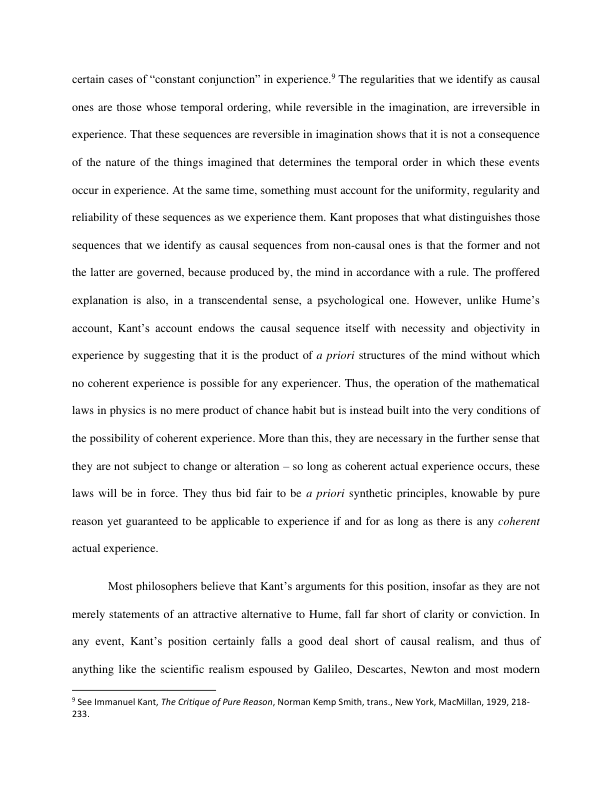 certain cases of “constant conjunction” in experience.⁹ The regularities that we identify as causal
ones are those whose temporal ordering, while reversible in the imagination, are irreversible in
experience. That these sequences are reversible in imagination shows that it is not a consequence
of the nature of the things imagined that determines the temporal order in which these events
occur in experience. At the same time, something must account for the uniformity, regularity and
reliability of these sequences as we experience them. Kant proposes that what distinguishes those
sequences that we identify as causal sequences from non-causal ones is that the former and not
the latter are governed, because produced by, the mind in accordance with a rule. The proffered
explanation is also, in a transcendental sense, a psychological one. However, unlike Hume’s
account, Kant’s account endows the causal sequence itself with necessity and objectivity in
experience by suggesting that it is the product of a priori structures of the mind without which
no coherent experience is possible for any experiencer. Thus, the operation of the mathematical
laws in physics is no mere product of chance habit but is instead built into the very conditions of
the possibility of coherent experience. More than this, they are necessary in the further sense that
they are not subject to change or alteration – so long as coherent actual experience occurs, these
laws will be in force. They thus bid fair to be a priori synthetic principles, knowable by pure
reason yet guaranteed to be applicable to experience if and for as long as there is any coherent
actual experience.
Most philosophers believe that Kant’s arguments for this position, insofar as they are not
merely statements of an attractive alternative to Hume, fall far short of clarity or conviction. In
any event, Kant’s position certainly falls a good deal short of causal realism, and thus of
anything like the scientific realism espoused by Galileo, Descartes, Newton and most modern
⁹ See Immanuel Kant, The Critique of Pure Reason, Norman Kemp Smith, trans., New York, MacMillan, 1929, 218-
233.